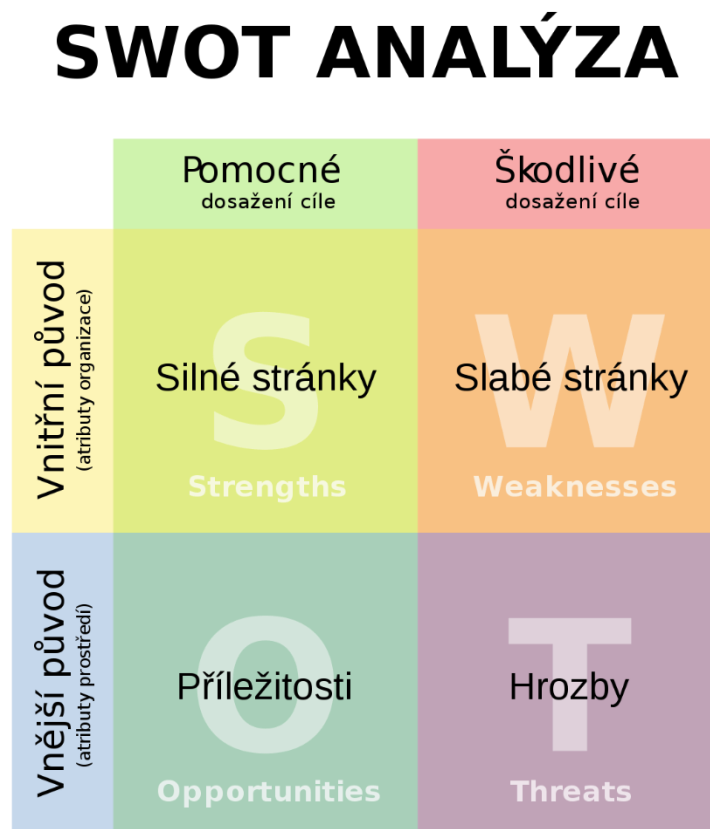 SWOT ANALÝZA
Pomocné
dosažení cíle
Škodlivé
dosažení cíle
Vnitřní původ
(atributy organizace)
S
Silné stránky
Strengths
W
Slabé stránky
Weaknesses
Vnější původ
(atributy prostředí)
O
Příležitosti
Opportunities
T
Hrozby
Threats